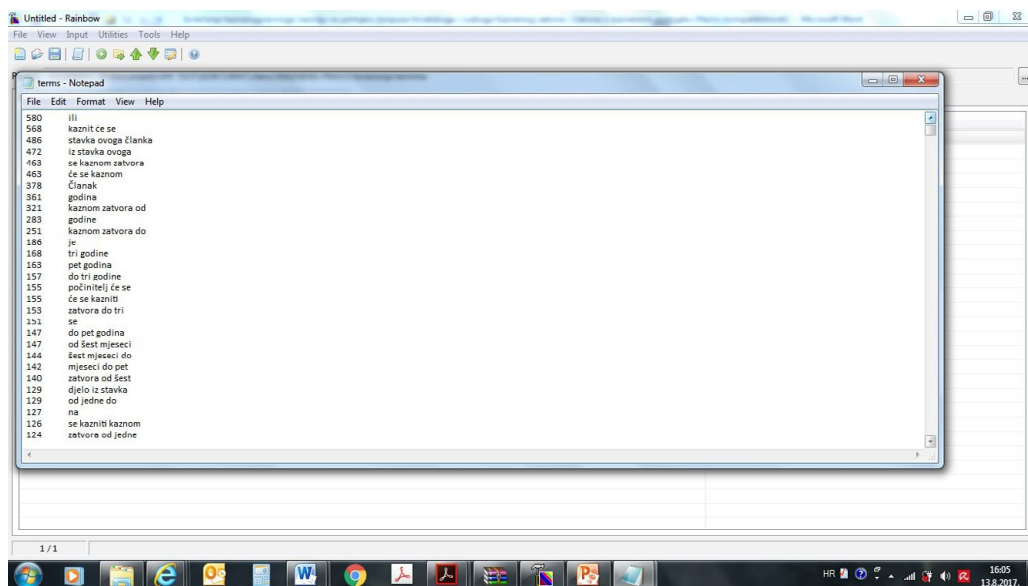 Untitled - Rainbow
File View Input Utilities Tools Help
terms - Notepad
File Edit Format View Help
580 ili
568 kaznit će se
486 stavka ovoga članka
472 iz stavka ovoga
463 se kaznom zatvora
463 će se kaznom
378 Članak
361 godina
321 kaznom zatvora od
283 godine
251 kaznom zatvora do
186 je
168 tri godine
163 pet godina
157 do tri godine
155 počinitelj će se
155 će se kazniti
153 zatvora do tri
151 se
147 do pet godina
147 od šest mjeseci
144 šest mjeseci do
142 mjeseci do pet
140 zatvora od šest
129 djelo iz stavka
129 od jedne do
127 na
126 se kazniti kaznom
124 zatvora od jedne
1 / 1
HR 16:05
13.8.2017